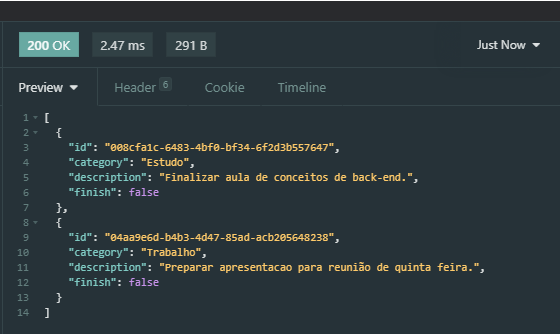 200 OK 2.47 ms 291 B Just Now
Preview Header 6 Cookie Timeline
1 [
2 {
3 "id": "008cfa1c-6483-4bf0-bf34-6f2d3b557647",
4 "category": "Estudo",
5 "description": "Finalizar aula de conceitos de back-end.",
6 "finish": false
7 },
8 {
9 "id": "04aa9e6d-b4b3-4d47-85ad-acb205648238",
10 "category": "Trabalho",
11 "description": "Preparar apresentacao para reunião de quinta feira.",
12 "finish": false
13 }
14 ]